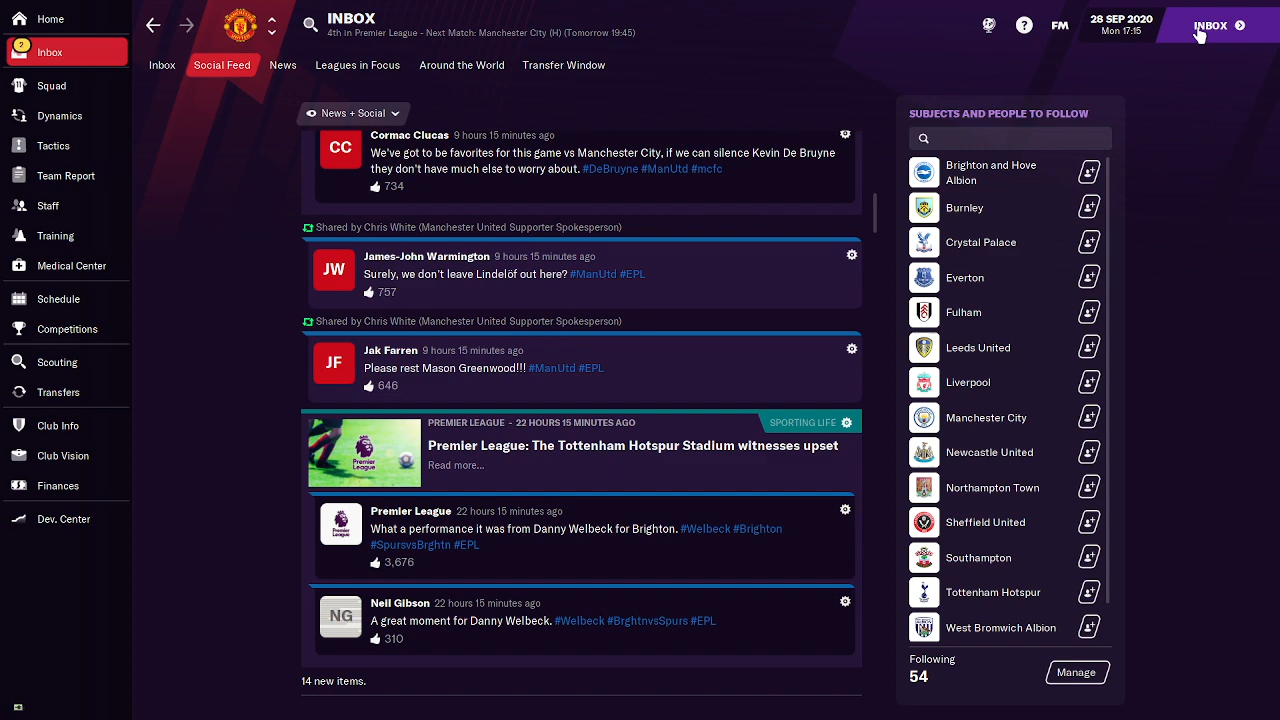 Home
2
Inbox
Squad
Dynamics
Tactics
Team Report
Staff
Training
Medical Center
Schedule
Competitions
Scouting
Transfers
Club Info
Club Vision
Finances
Dev. Center
INBOX
4th in Premier League - Next Match: Manchester City (H) (Tomorrow 19:45)
?
FM
28 SEP 2020
Mon 17:15
INBOX
Inbox
Social Feed
News
Leagues in Focus
Around the World
Transfer Window
News + Social
CC
Cormac Clucas 9 hours 15 minutes ago
We've got to be favorites for this game vs Manchester City, if we can silence Kevin De Bruyne
they don't have much else to worry about. #DeBruyne #ManUtd #mcfc
734
Shared by Chris White (Manchester United Supporter Spokesperson)
JW
James-John Warmington 9 hours 15 minutes ago
Surely, we don't leave Lindelöf out here? #ManUtd #EPL
757
Shared by Chris White (Manchester United Supporter Spokesperson)
JF
Jak Farren 9 hours 15 minutes ago
Please rest Mason Greenwood!!! #ManUtd #EPL
646
Premier League
PREMIER LEAGUE - 22 HOURS 15 MINUTES AGO
SPORTING LIFE
Premier League: The Tottenham Hotspur Stadium witnesses upset
Read more...
Premier League
Premier League 22 hours 15 minutes ago
What a performance it was from Danny Welbeck for Brighton. #Welbeck #Brighton
#SpursvsBrghtn #EPL
3,676
NG
Neil Gibson 22 hours 15 minutes ago
A great moment for Danny Welbeck. #Welbeck #BrghtnvsSpurs #EPL
310
14 new items.
SUBJECTS AND PEOPLE TO FOLLOW
Brighton and Hove
Albion
Burnley
Crystal Palace
Everton
Fulham
Leeds United
Liverpool
Manchester City
Newcastle United
Northampton Town
Sheffield United
Southampton
Tottenham Hotspur
West Bromwich Albion
Following
54
Manage